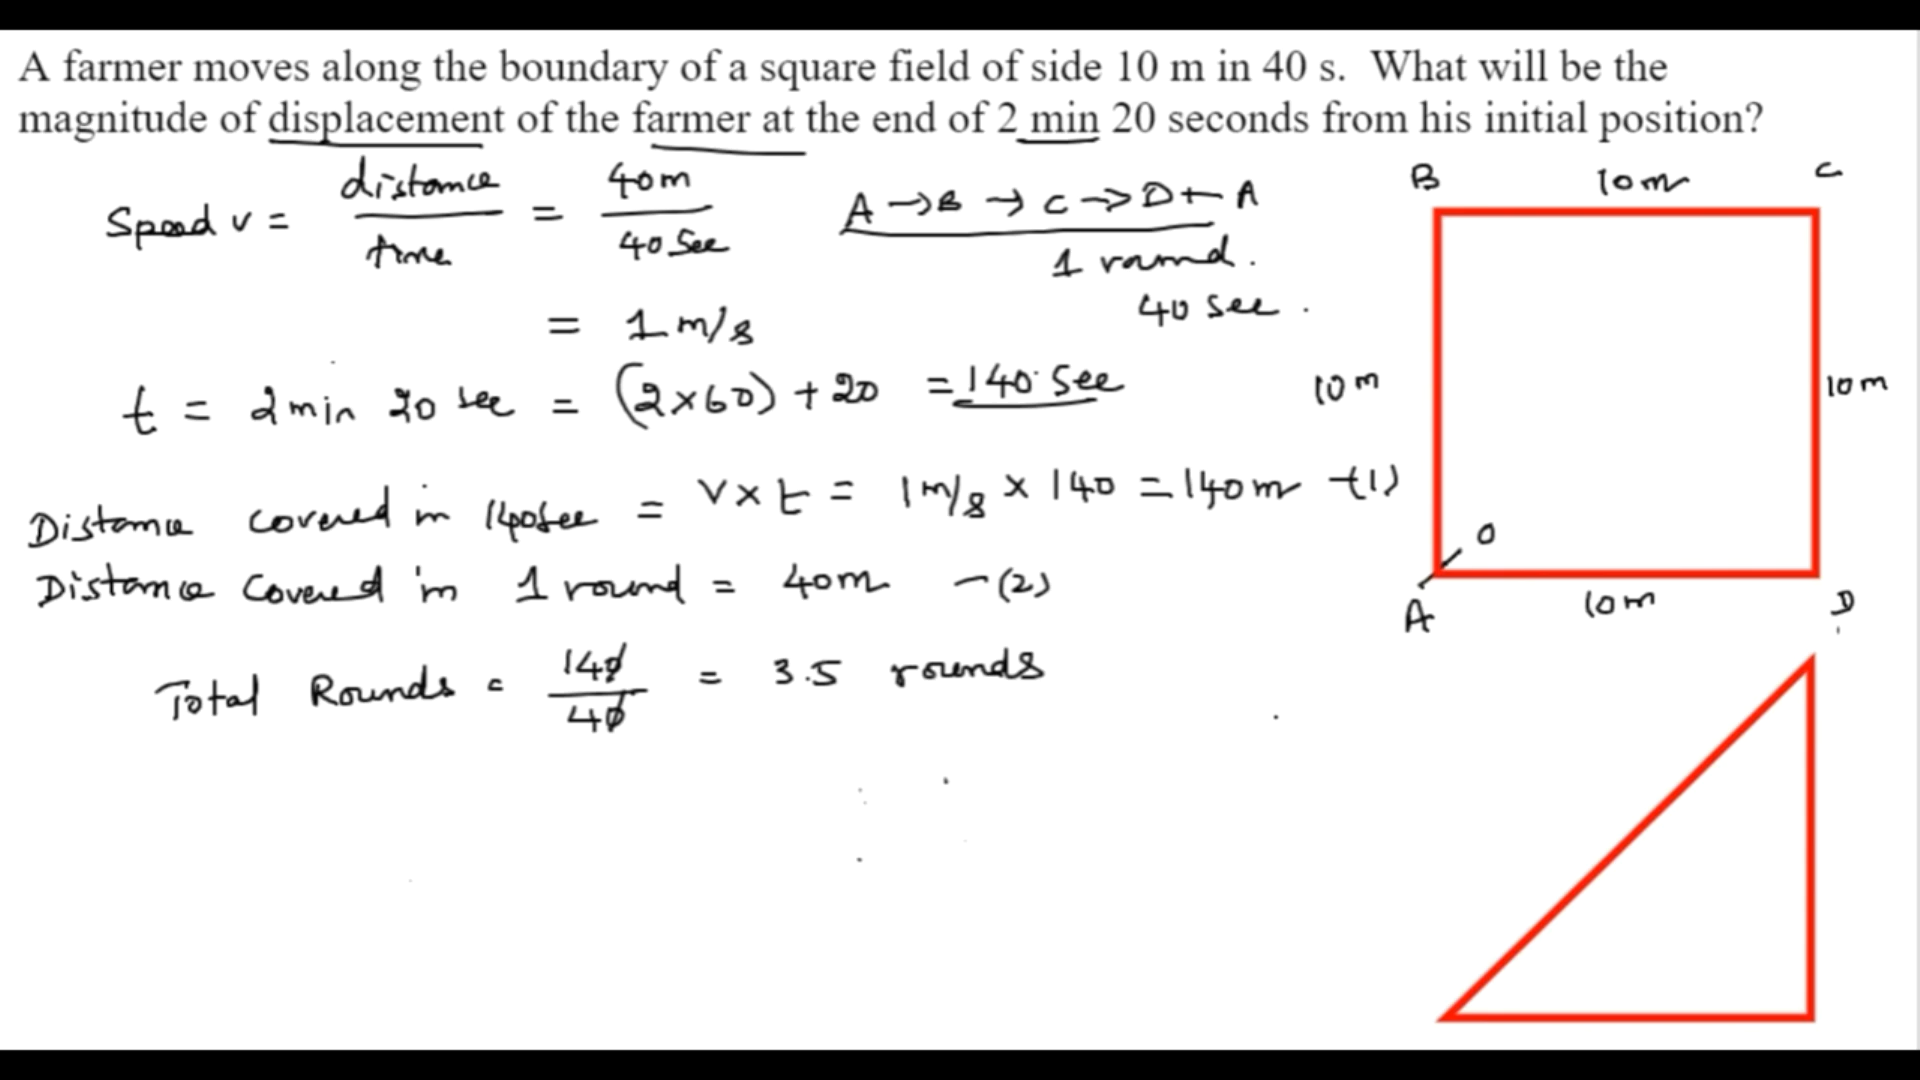 A farmer moves along the boundary of a square field of side 10 m in 40 s. What will be the
magnitude of displacement of the farmer at the end of 2 min 20 seconds from his initial position?
Speed v = distance / time = 40m / 40 Sec
A → B → C → D → A
1 round.
40 sec.
= 1 m/s
t = 2 min 20 sec = (2×60) + 20 = 140 Sec
Distance covered in 140sec = v × t = 1 m/s × 140 = 140m -(1)
Distance covered in 1 round = 40m -(2)
Total Rounds = 140 / 40 = 3.5 rounds
B 10m C
10m 10m
O
A 10m D